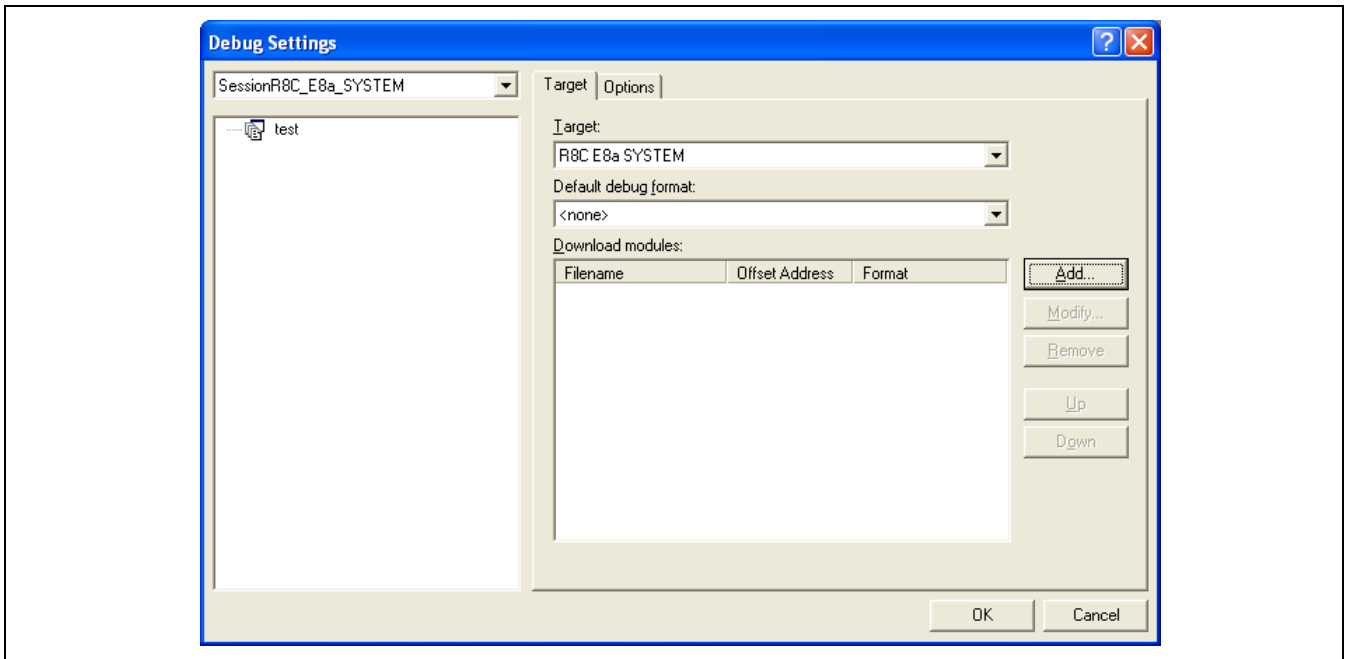 Debug Settings
SessionR8C_E8a_SYSTEM
test
Target
Options
Target:
R8C E8a SYSTEM
Default debug format:
<none>
Download modules:
Filename Offset Address Format
Add...
Modify...
Remove
Up
Down
OK
Cancel